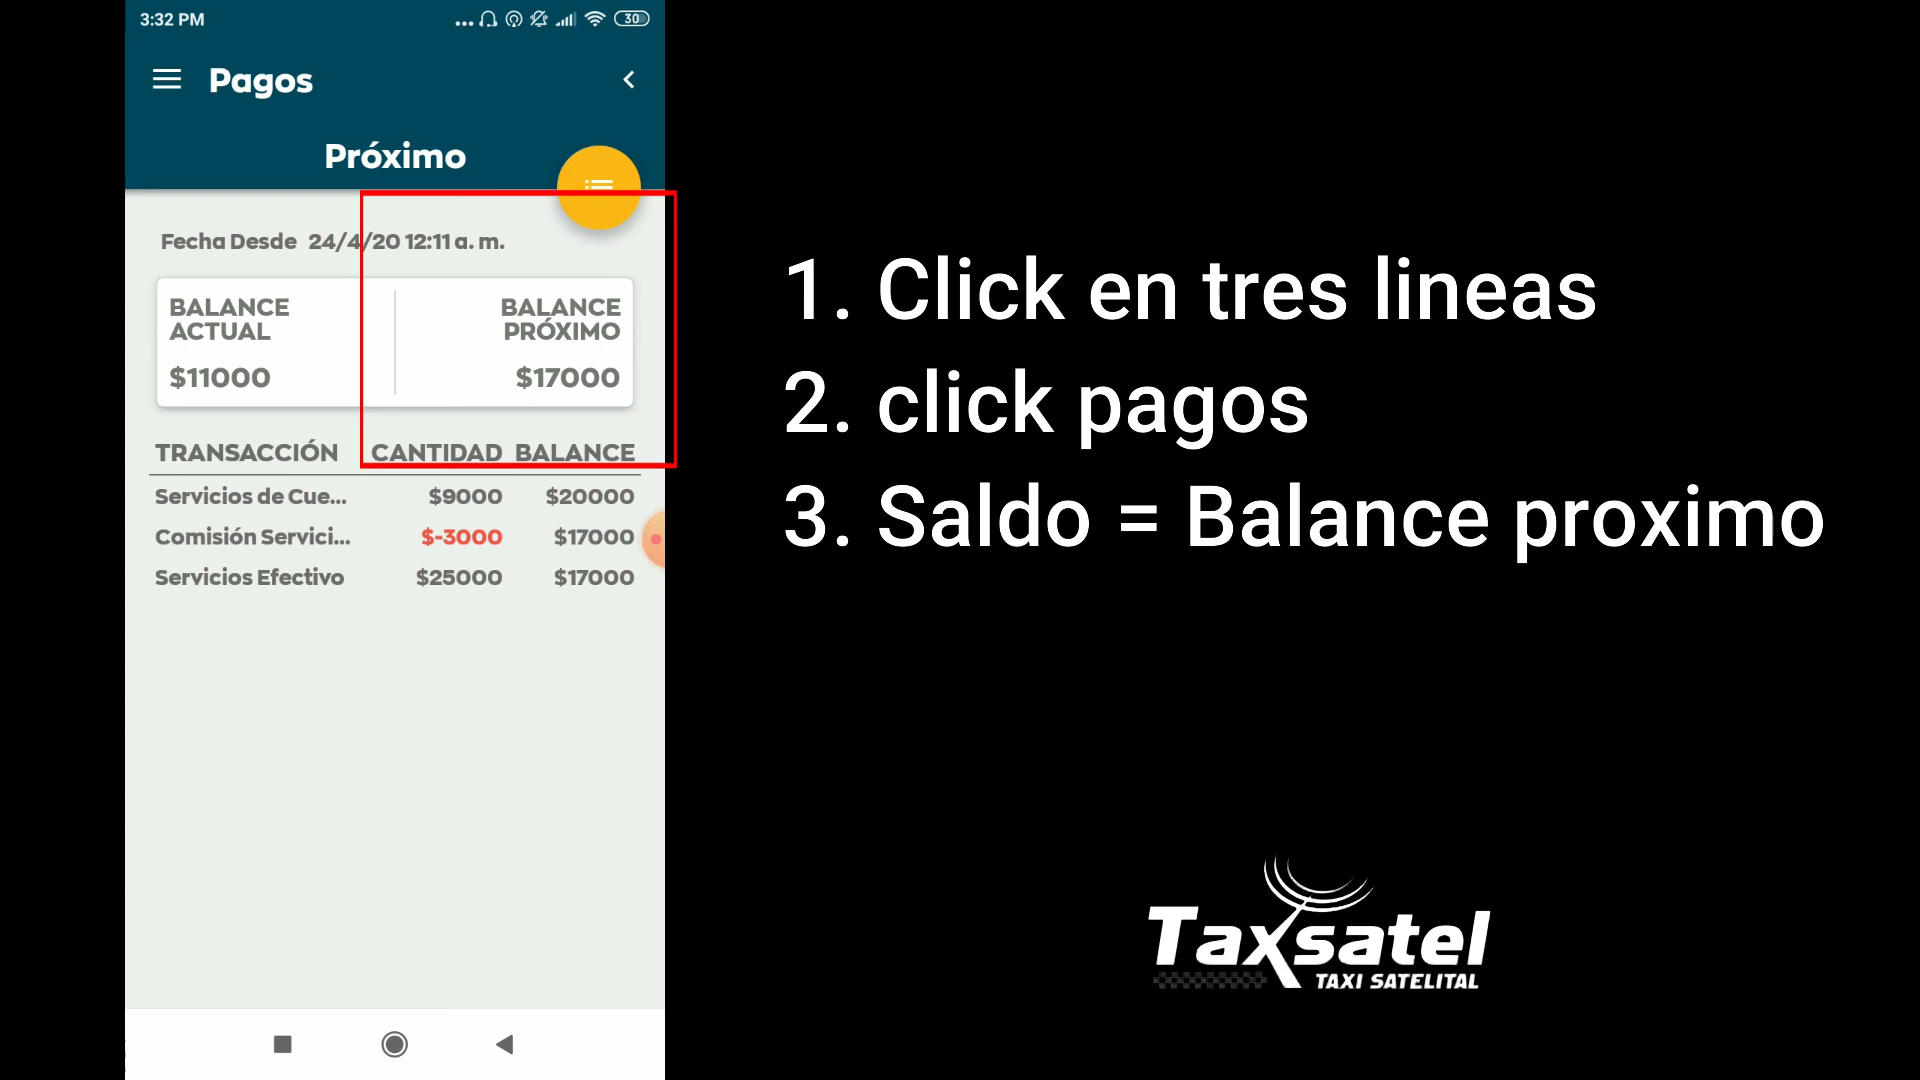 3:32 PM
30
Pagos
Próximo
Fecha Desde 24/4/20 12:11 a. m.
BALANCE ACTUAL
$11000
BALANCE PRÓXIMO
$17000
TRANSACCIÓN CANTIDAD BALANCE
Servicios de Cue... $9000 $20000
Comisión Servici... $-3000 $17000
Servicios Efectivo $25000 $17000
1. Click en tres lineas
2. click pagos
3. Saldo = Balance proximo
Taxsatel
TAXI SATELITAL